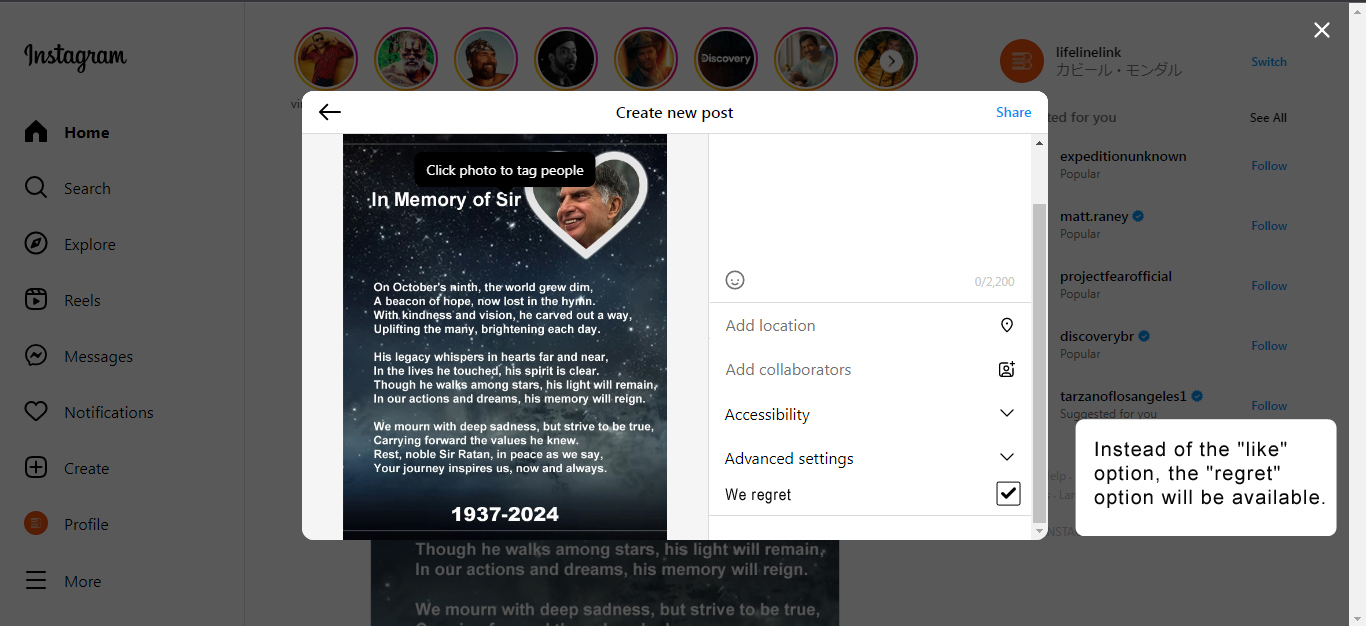 Instagram
Home
Search
Explore
Reels
Messages
Notifications
Create
Profile
More
Discovery
Create new post
Share
Click photo to tag people
In Memory of Sir
On October's ninth, the world grew dim,
A beacon of hope, now lost in the hymn.
With kindness and vision, he carved out a way,
Uplifting the many, brightening each day.
His legacy whispers in hearts far and near,
In the lives he touched, his spirit is clear.
Though he walks among stars, his light will remain,
In our actions and dreams, his memory will reign.
We mourn with deep sadness, but strive to be true,
Carrying forward the values he knew.
Rest, noble Sir Ratan, in peace as we say,
Your journey inspires us, now and always.
1937-2024
0/2,200
Add location
Add collaborators
Accessibility
Advanced settings
We regret
Though he walks among stars, his light will remain,
In our actions and dreams, his memory will reign.
We mourn with deep sadness, but strive to be true,
lifelinelink
カビール・モンダル
Switch
for you
See All
expeditionunknown
Popular
Follow
matt.raney
Popular
Follow
projectfearofficial
Popular
Follow
discoverybr
Popular
Follow
tarzanoflosangeles1
Suggested for you
Follow
Instead of the "like"
option, the "regret"
option will be available.